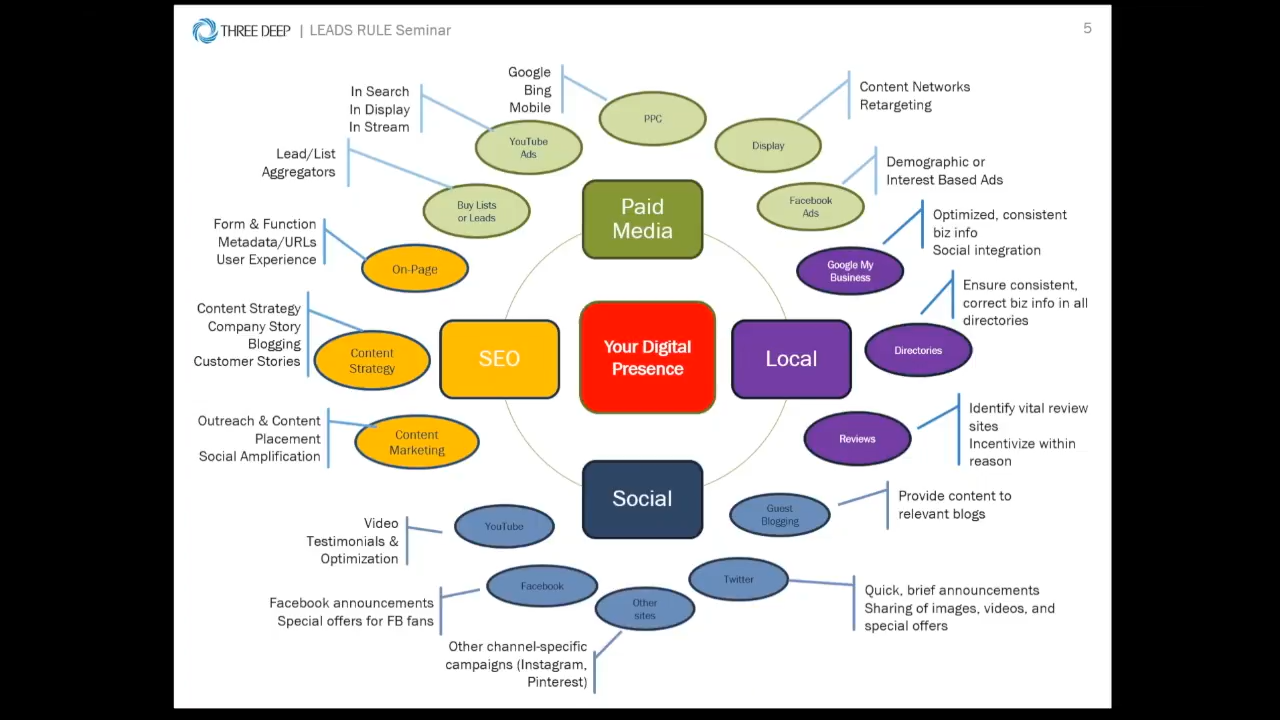 THREE DEEP | LEADS RULE Seminar
5
Google
Bing
Mobile
PPC
In Search
In Display
In Stream
YouTube
Ads
Content Networks
Retargeting
Display
Lead/List
Aggregators
Buy Lists
or Leads
Demographic or
Interest Based Ads
Facebook
Ads
Paid
Media
Form & Function
Metadata/URLs
User Experience
On-Page
Optimized, consistent
biz info
Social integration
Google My
Business
Content Strategy
Company Story
Blogging
Customer Stories
Content
Strategy
SEO
Your Digital
Presence
Local
Ensure consistent,
correct biz info in all
directories
Directories
Outreach & Content
Placement
Social Amplification
Content
Marketing
Identify vital review
sites
Incentivize within
reason
Reviews
Social
Provide content to
relevant blogs
Guest
Blogging
Video
Testimonials &
Optimization
YouTube
Facebook announcements
Special offers for FB fans
Facebook
Other channel-specific
campaigns (Instagram,
Pinterest)
Other
sites
Twitter
Quick, brief announcements
Sharing of images, videos, and
special offers